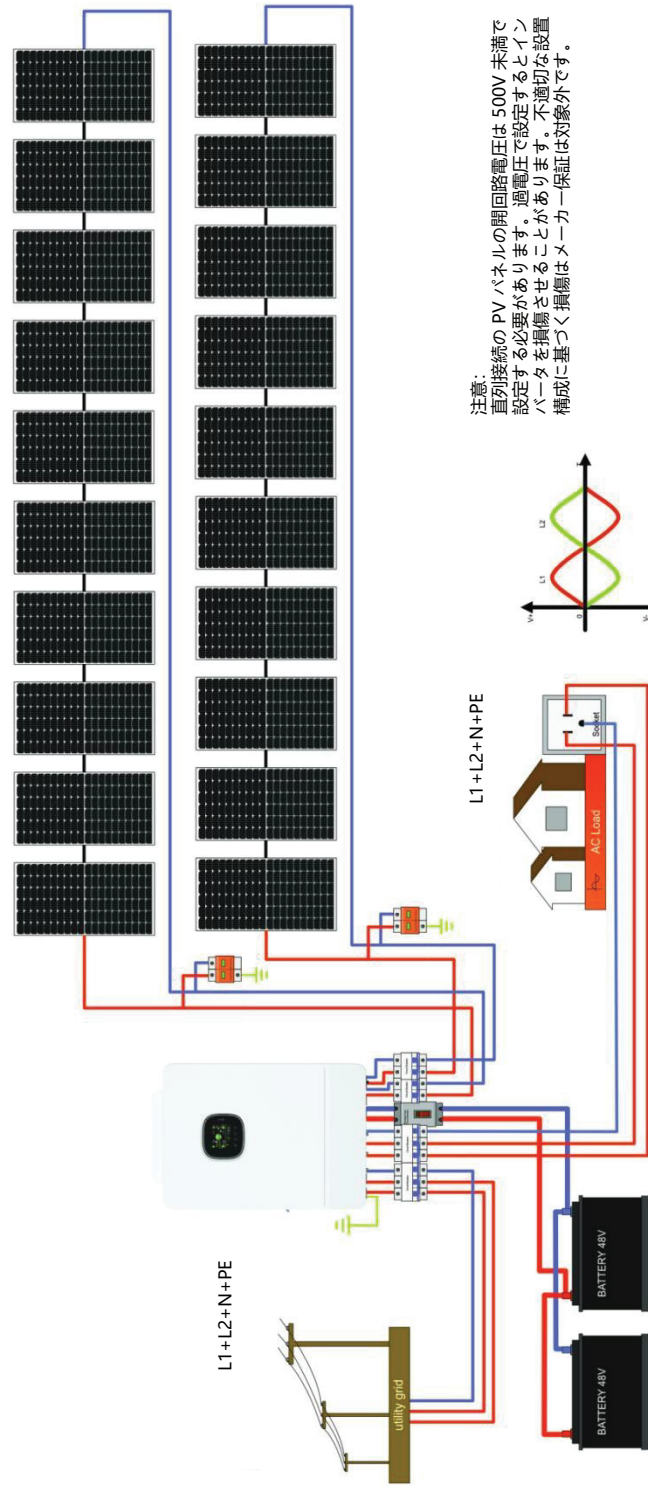 注意:
直列接続の PV パネルの開回路電圧は 500V 未満で
設定する必要があります。過電圧で設定するとイン
バータを損傷させることがあります。不適切な設置
構成に基づく損傷はメーカー保証は対象外です。
L1+L2+N+PE
utility grid
BATTERY 48V
BATTERY 48V
L1+L2+N+PE
AC Load
Socket
V+
L1
L2
0
T
V-